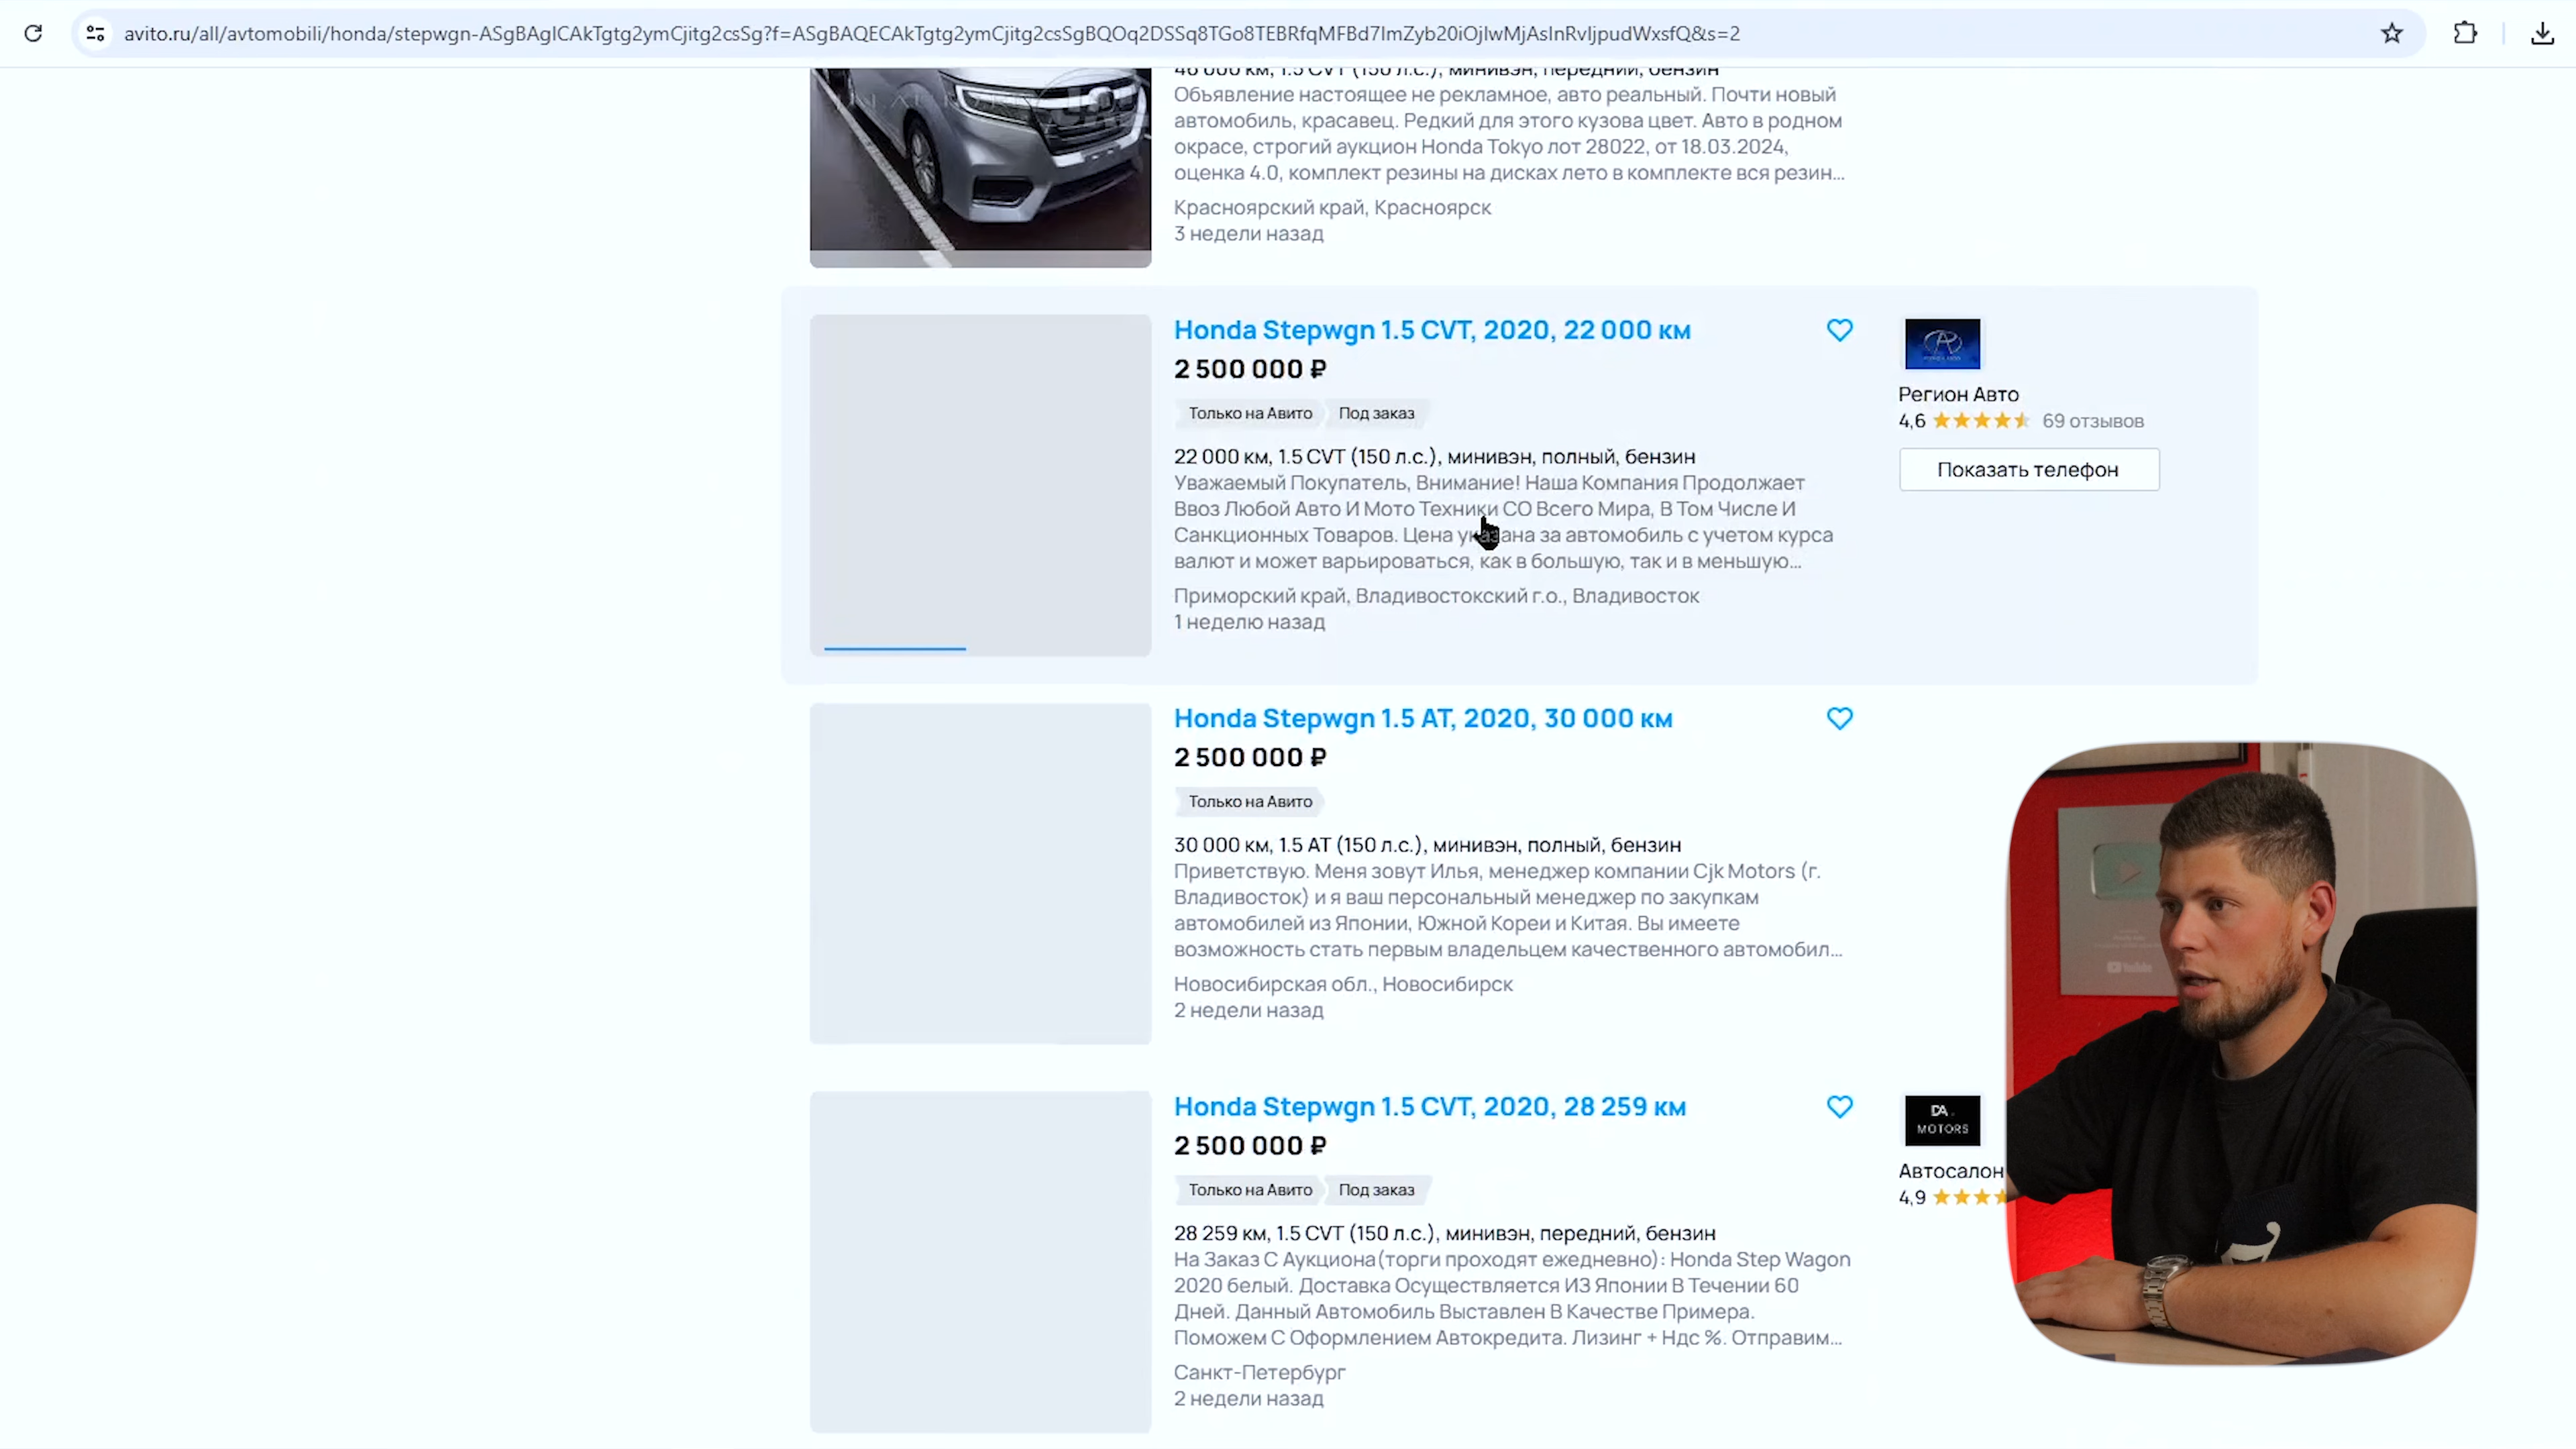 avito.ru/all/avtomobili/honda/stepwgn-ASgBAgICAkTgtg2ymCjitg2csSg?f=ASgBAQECAkTgtg2ymCjitg2csSgBQOq2DSSq8TGo8TEBRfqMFBd7ImZyb20iOjIwMjAsInRvIjpudWxsfQ&s=2
46 000 км, 1.5 CVT (150 л.с.), минивэн, передний, бензин
Объявление настоящее не рекламное, авто реальный. Почти новый
автомобиль, красавец. Редкий для этого кузова цвет. Авто в родном
окрасе, строгий аукцион Honda Tokyo лот 28022, от 18.03.2024,
оценка 4.0, комплект резины на дисках лето в комплекте вся резин...
Красноярский край, Красноярск
3 недели назад
Honda Stepwgn 1.5 CVT, 2020, 22 000 км
2 500 000 ₽
Только на Авито
Под заказ
22 000 км, 1.5 CVT (150 л.с.), минивэн, полный, бензин
Уважаемый Покупатель, Внимание! Наша Компания Продолжает
Ввоз Любой Авто И Мото Техники СО Всего Мира, В Том Числе И
Санкционных Товаров. Цена указана за автомобиль с учетом курса
валют и может варьироваться, как в большую, так и в меньшую...
Приморский край, Владивостокский г.о., Владивосток
1 неделю назад
Регион Авто
4,6 69 отзывов
Показать телефон
Honda Stepwgn 1.5 AT, 2020, 30 000 км
2 500 000 ₽
Только на Авито
30 000 км, 1.5 AT (150 л.с.), минивэн, полный, бензин
Приветствую. Меня зовут Илья, менеджер компании Cjk Motors (г.
Владивосток) и я ваш персональный менеджер по закупкам
автомобилей из Японии, Южной Кореи и Китая. Вы имеете
возможность стать первым владельцем качественного автомобил...
Новосибирская обл., Новосибирск
2 недели назад
Honda Stepwgn 1.5 CVT, 2020, 28 259 км
2 500 000 ₽
Только на Авито
Под заказ
28 259 км, 1.5 CVT (150 л.с.), минивэн, передний, бензин
На Заказ С Аукциона(торги проходят ежедневно): Honda Step Wagon
2020 белый. Доставка Осуществляется ИЗ Японии В Течении 60
Дней. Данный Автомобиль Выставлен В Качестве Примера.
Поможем С Оформлением Автокредита. Лизинг + Ндс %. Отправим...
Санкт-Петербург
2 недели назад
DA
MOTORS
Автосалон
4,9
YouTube